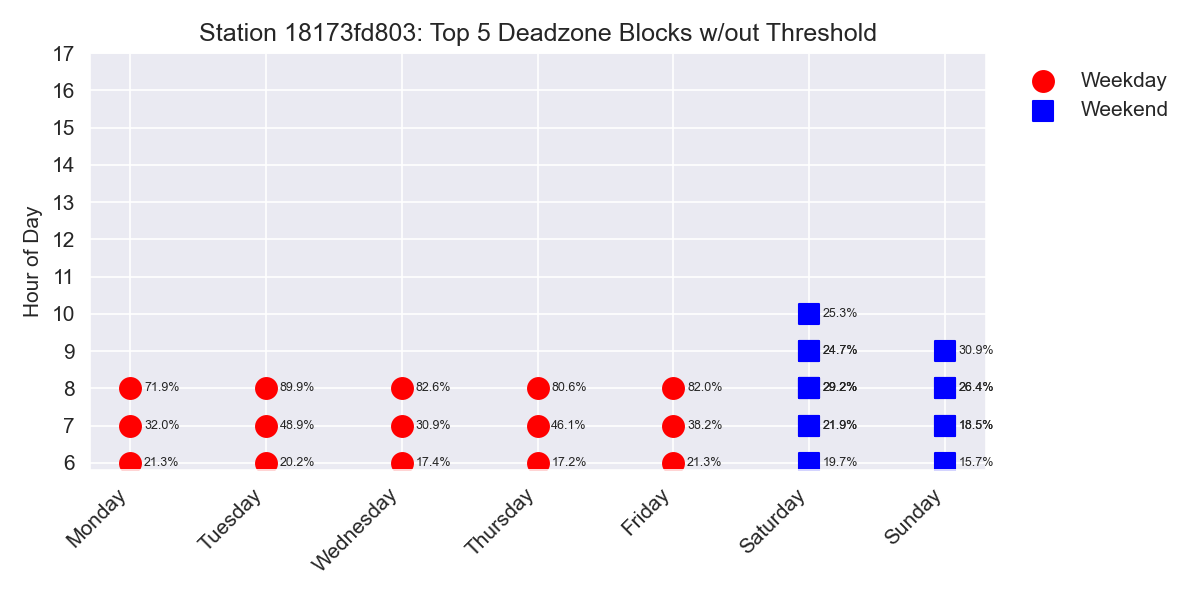 Station 18173fd803: Top 5 Deadzone Blocks w/out Threshold
Weekday
Weekend
Hour of Day
17
16
15
14
13
12
11
10 25.3%
9 24.7% 30.9%
8 71.9% 89.9% 82.6% 80.6% 82.0% 29.2% 26.4%
7 32.0% 48.9% 30.9% 46.1% 38.2% 21.9% 18.5%
6 21.3% 20.2% 17.4% 17.2% 21.3% 19.7% 15.7%
Monday Tuesday Wednesday Thursday Friday Saturday Sunday